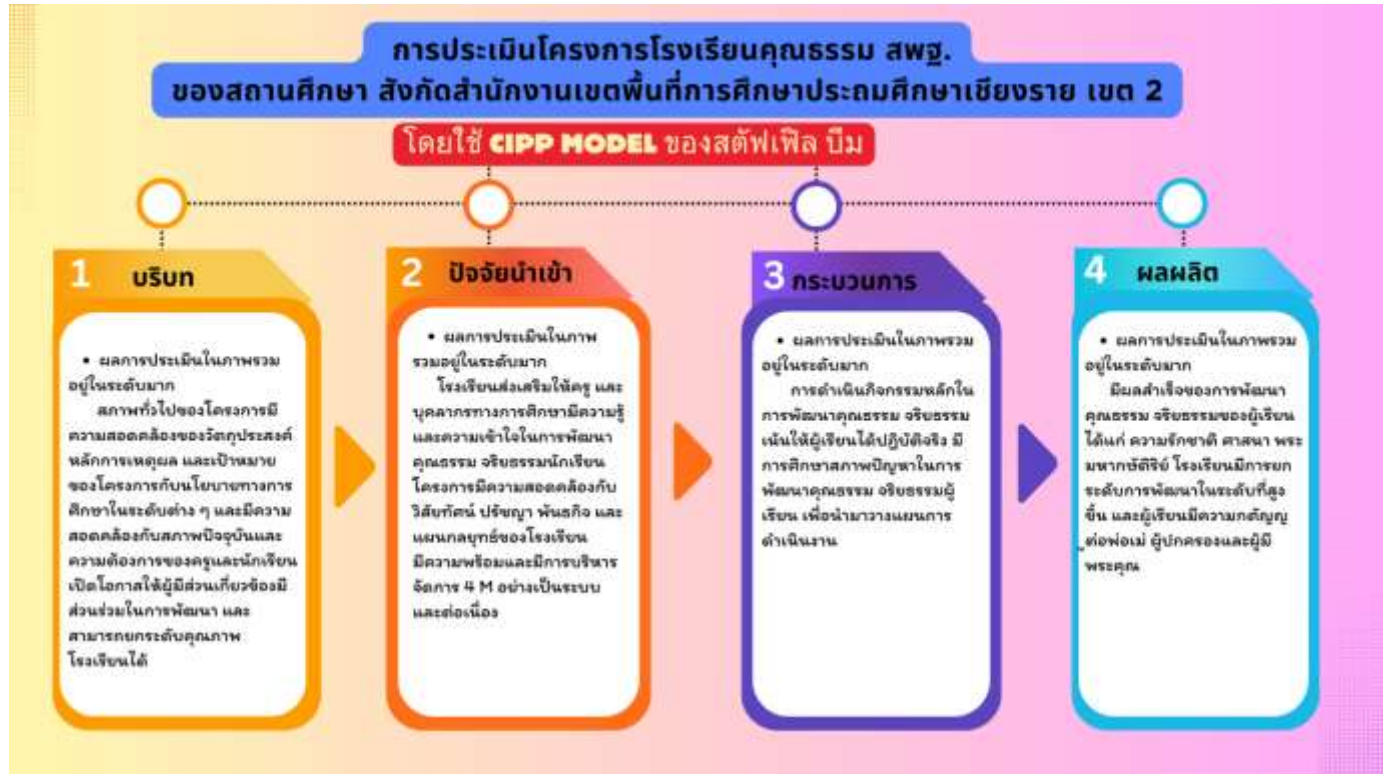 การประเมินโครงการโรงเรียนคุณธรรม สพฐ.
ของสถานศึกษา สังกัดสำนักงานเขตพื้นที่การศึกษาประถมศึกษาเชียงราย เขต 2
โดยใช้ CIPP MODEL ของสตัฟเฟิล บีม
1 บริบท
• ผลการประเมินในภาพรวม
อยู่ในระดับมาก
สภาพทั่วไปของโครงการมี
ความสอดคล้องของวัตถุประสงค์
หลักการเหตุผล และเป้าหมาย
ของโครงการกับนโยบายทางการ
ศึกษาในระดับต่าง ๆ และมีความ
สอดคล้องกับสภาพปัจจุบันและ
ความต้องการของครูและนักเรียน
เปิดโอกาสให้ผู้มีส่วนเกี่ยวข้องมี
ส่วนร่วมในการพัฒนา และ
สามารถยกระดับคุณภาพ
โรงเรียนได้
2 ปัจจัยนำเข้า
• ผลการประเมินในภาพ
รวมอยู่ในระดับมาก
โรงเรียนส่งเสริมให้ครู และ
บุคลากรทางการศึกษามีความรู้
และความเข้าใจในการพัฒนา
คุณธรรม จริยธรรมนักเรียน
โครงการมีความสอดคล้องกับ
วิสัยทัศน์ ปรัชญา พันธกิจ และ
แผนกลยุทธ์ของโรงเรียน
มีความพร้อมและมีการบริหาร
จัดการ 4 M อย่างเป็นระบบ
และต่อเนื่อง
3 กระบวนการ
• ผลการประเมินในภาพรวม
อยู่ในระดับมาก
การดำเนินกิจกรรมหลักใน
การพัฒนาคุณธรรม จริยธรรม
เน้นให้ผู้เรียนได้ปฏิบัติจริง มี
การศึกษาสภาพปัญหาในการ
พัฒนาคุณธรรม จริยธรรมผู้
เรียน เพื่อนำมาวางแผนการ
ดำเนินงาน
4 ผลผลิต
• ผลการประเมินในภาพรวม
อยู่ในระดับมาก
มีผลสำเร็จของการพัฒนา
คุณธรรม จริยธรรมของผู้เรียน
ได้แก่ ความรักชาติ ศาสนา พระ
มหากษัติริย์ โรงเรียนมีการยก
ระดับการพัฒนาในระดับที่สูง
ขึ้น และผู้เรียนมีความกตัญญ
ูต่อพ่อแม่ ผู้ปกครองและผู้มี
พระคุณ